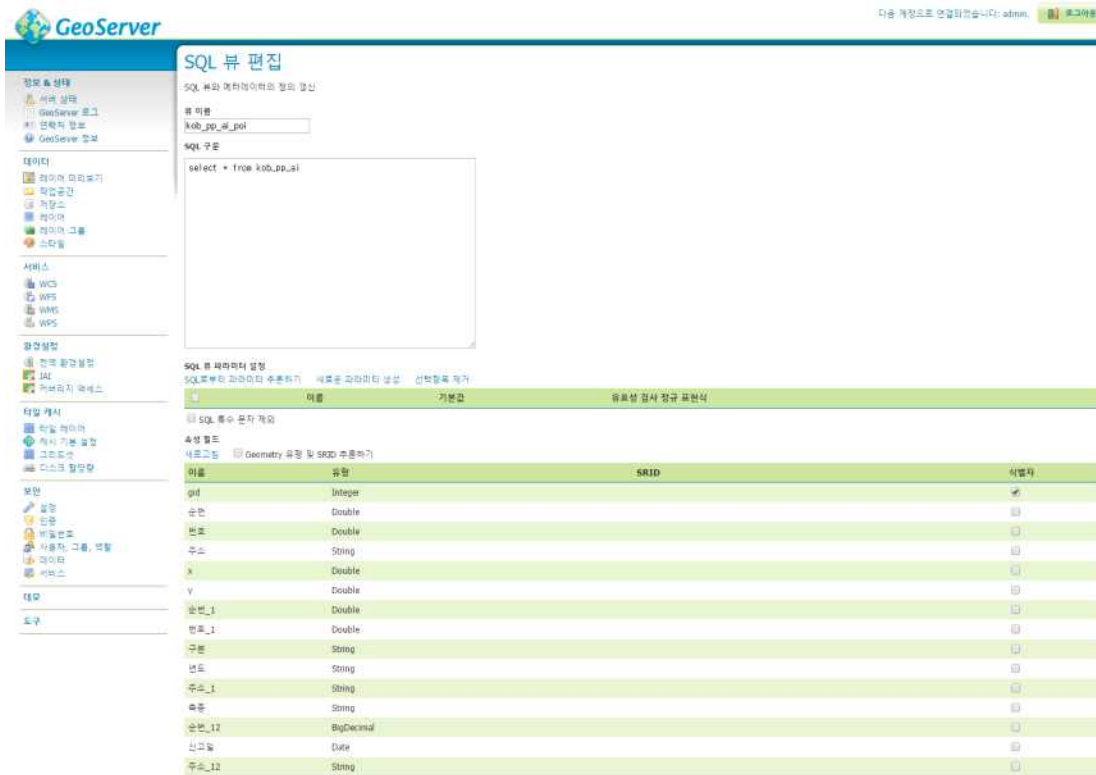 GeoServer
다음 계정으로 연결되었습니다: admin.
로그아웃
SQL 뷰 편집
SQL 뷰와 메타데이터의 정의 갱신
뷰 이름
kob_pp_ai_poi
SQL 구문
select * from kob_pp_ai
정보 & 상태
서버 상태
GeoServer 로그
연락처 정보
GeoServer 정보
데이터
레이어 미리보기
작업공간
저장소
레이어
레이어 그룹
스타일
서비스
WCS
WFS
WMS
WPS
환경설정
전역 환경설정
JAI
커버리지 액세스
타일 캐시
타일 레이어
캐시 기본 설정
그리드셋
디스크 할당량
보안
설정
인증
비밀번호
사용자, 그룹, 역할
데이터
서비스
데모
도구
SQL 뷰 파라미터 설정
SQL로부터 파라미터 추론하기 새로운 파라미터 생성 선택항목 제거
이름 기본값 유효성 검사 정규 표현식
SQL 특수 문자 제외
속성 필드
새로고침 Geometry 유형 및 SRID 추론하기
이름 유형 SRID 식별자
gid Integer
순번 Double
번호 Double
주소 String
x Double
y Double
순번_1 Double
번호_1 Double
구분 String
년도 String
주소_1 String
축종 String
순번_12 BigDecimal
신고일 Date
주소_12 String